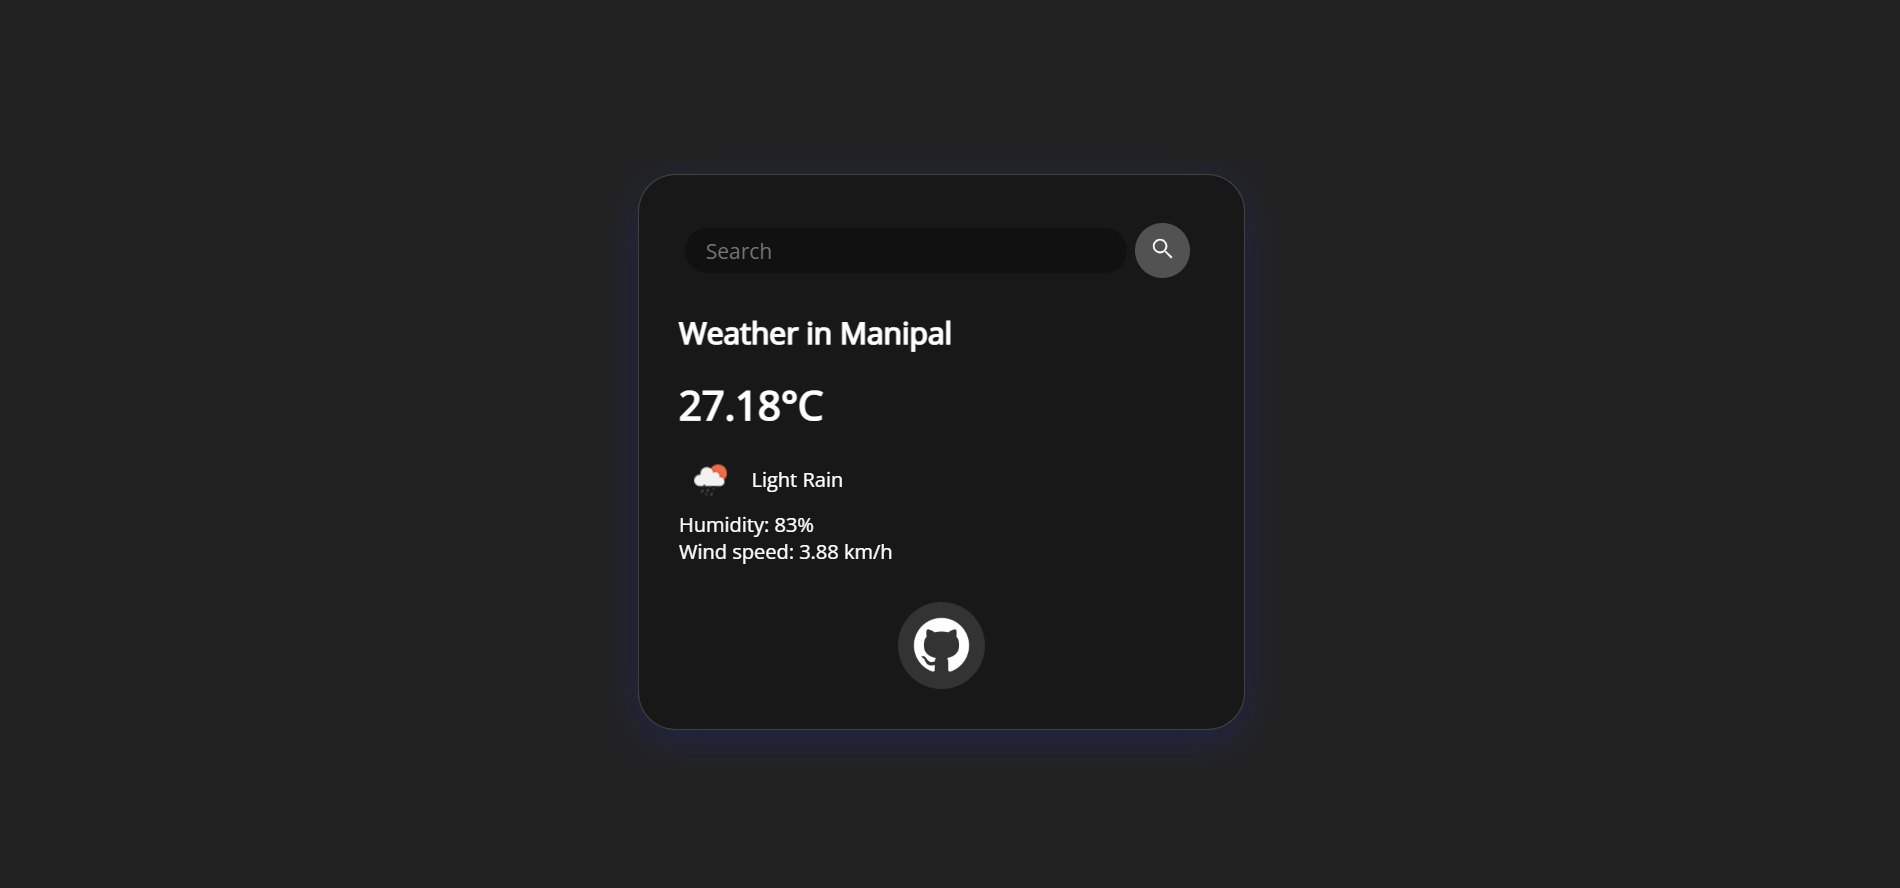 Search
Weather in Manipal
27.18°C
Light Rain
Humidity: 83%
Wind speed: 3.88 km/h